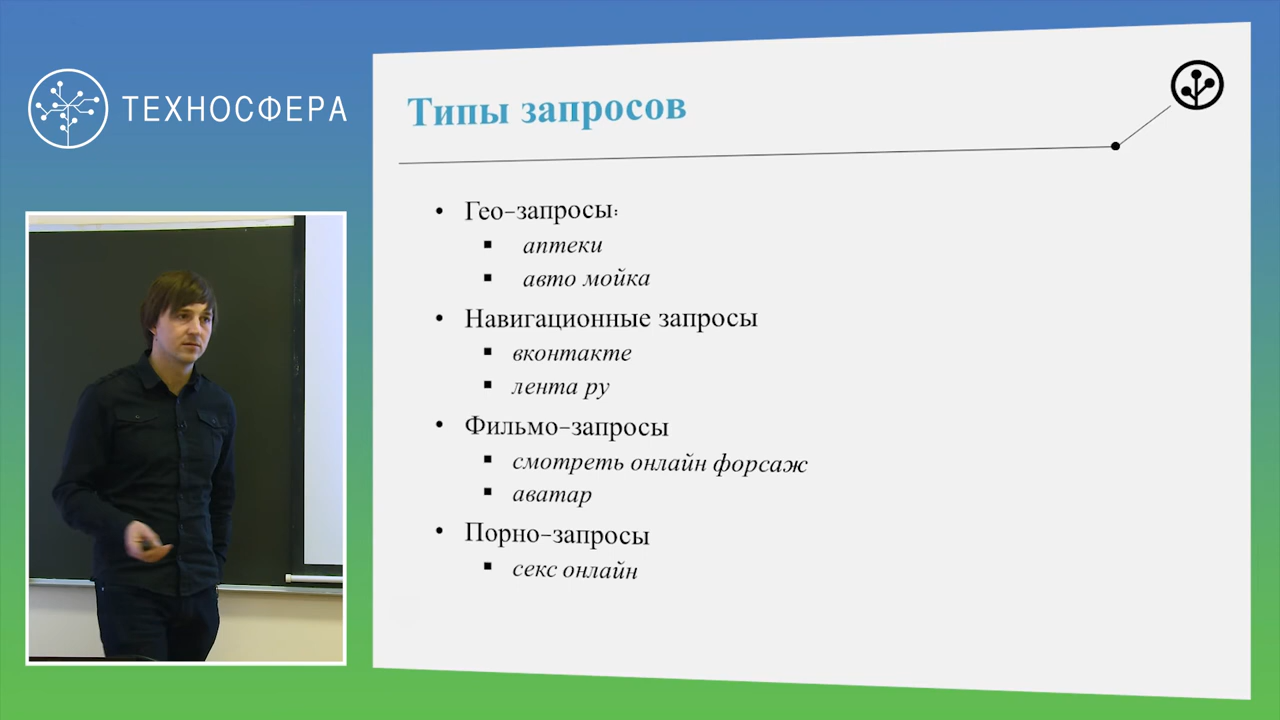 ТЕХНОСФЕРА
Типы запросов
• Гео-запросы:
▪ аптеки
▪ авто мойка
• Навигационные запросы
▪ вконтакте
▪ лента ру
• Фильмо-запросы
▪ смотреть онлайн форсаж
▪ аватар
• Порно-запросы
▪ секс онлайн